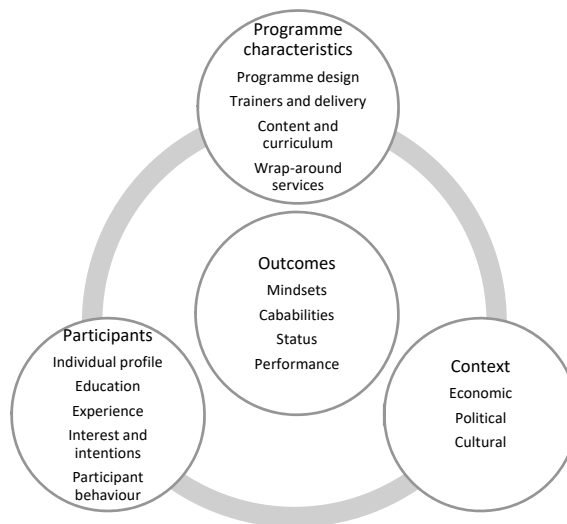 Programme
characteristics
Programme design
Trainers and delivery
Content and
curriculum
Wrap-around
services
Outcomes
Mindsets
Cababilities
Status
Performance
Participants
Individual profile
Education
Experience
Interest and
intentions
Participant
behaviour
Context
Economic
Political
Cultural